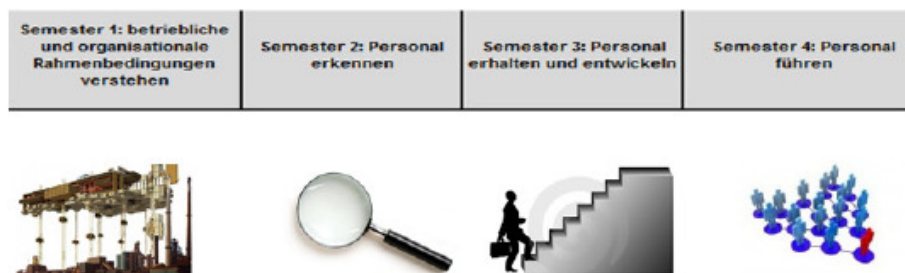 Semester 1: betriebliche
und organisationale
Rahmenbedingungen
verstehen
Semester 2: Personal
erkennen
Semester 3: Personal
erhalten und entwickeln
Semester 4: Personal
führen